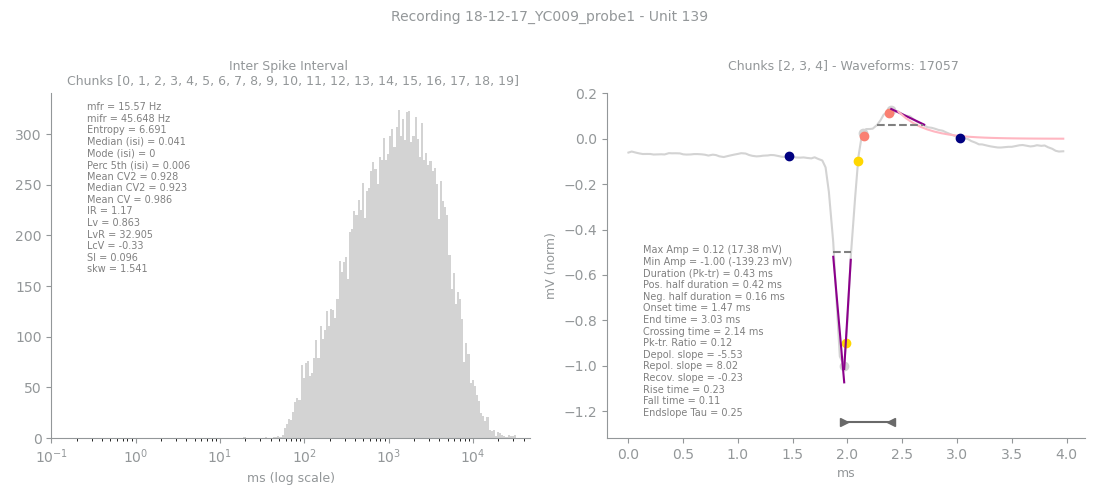 Recording 18-12-17_YC009_probe1 - Unit 139
Inter Spike Interval
Chunks [0, 1, 2, 3, 4, 5, 6, 7, 8, 9, 10, 11, 12, 13, 14, 15, 16, 17, 18, 19]
mfr = 15.57 Hz
mifr = 45.648 Hz
Entropy = 6.691
Median (isi) = 0.041
Mode (isi) = 0
Perc 5th (isi) = 0.006
Mean CV2 = 0.928
Median CV2 = 0.923
Mean CV = 0.986
IR = 1.17
Lv = 0.863
LvR = 32.905
LcV = -0.33
SI = 0.096
skw = 1.541
300
250
200
150
100
50
0
10⁻¹ 10⁰ 10¹ 10² 10³ 10⁴
ms (log scale)
Chunks [2, 3, 4] - Waveforms: 17057
0.2
0.0
−0.2
−0.4
−0.6
−0.8
−1.0
−1.2
mV (norm)
Max Amp = 0.12 (17.38 mV)
Min Amp = -1.00 (-139.23 mV)
Duration (Pk-tr) = 0.43 ms
Pos. half duration = 0.42 ms
Neg. half duration = 0.16 ms
Onset time = 1.47 ms
End time = 3.03 ms
Crossing time = 2.14 ms
Pk-tr. Ratio = 0.12
Depol. slope = -5.53
Repol. slope = 8.02
Recov. slope = -0.23
Rise time = 0.23
Fall time = 0.11
Endslope Tau = 0.25
0.0 0.5 1.0 1.5 2.0 2.5 3.0 3.5 4.0
ms